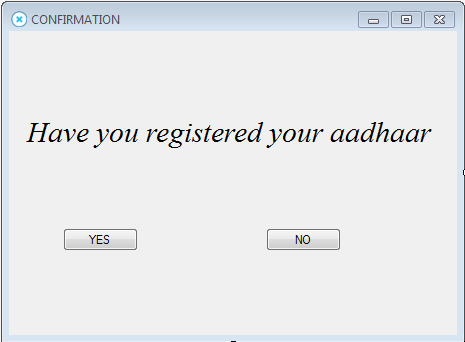 CONFIRMATION
Have you registered your aadhaar
YES NO